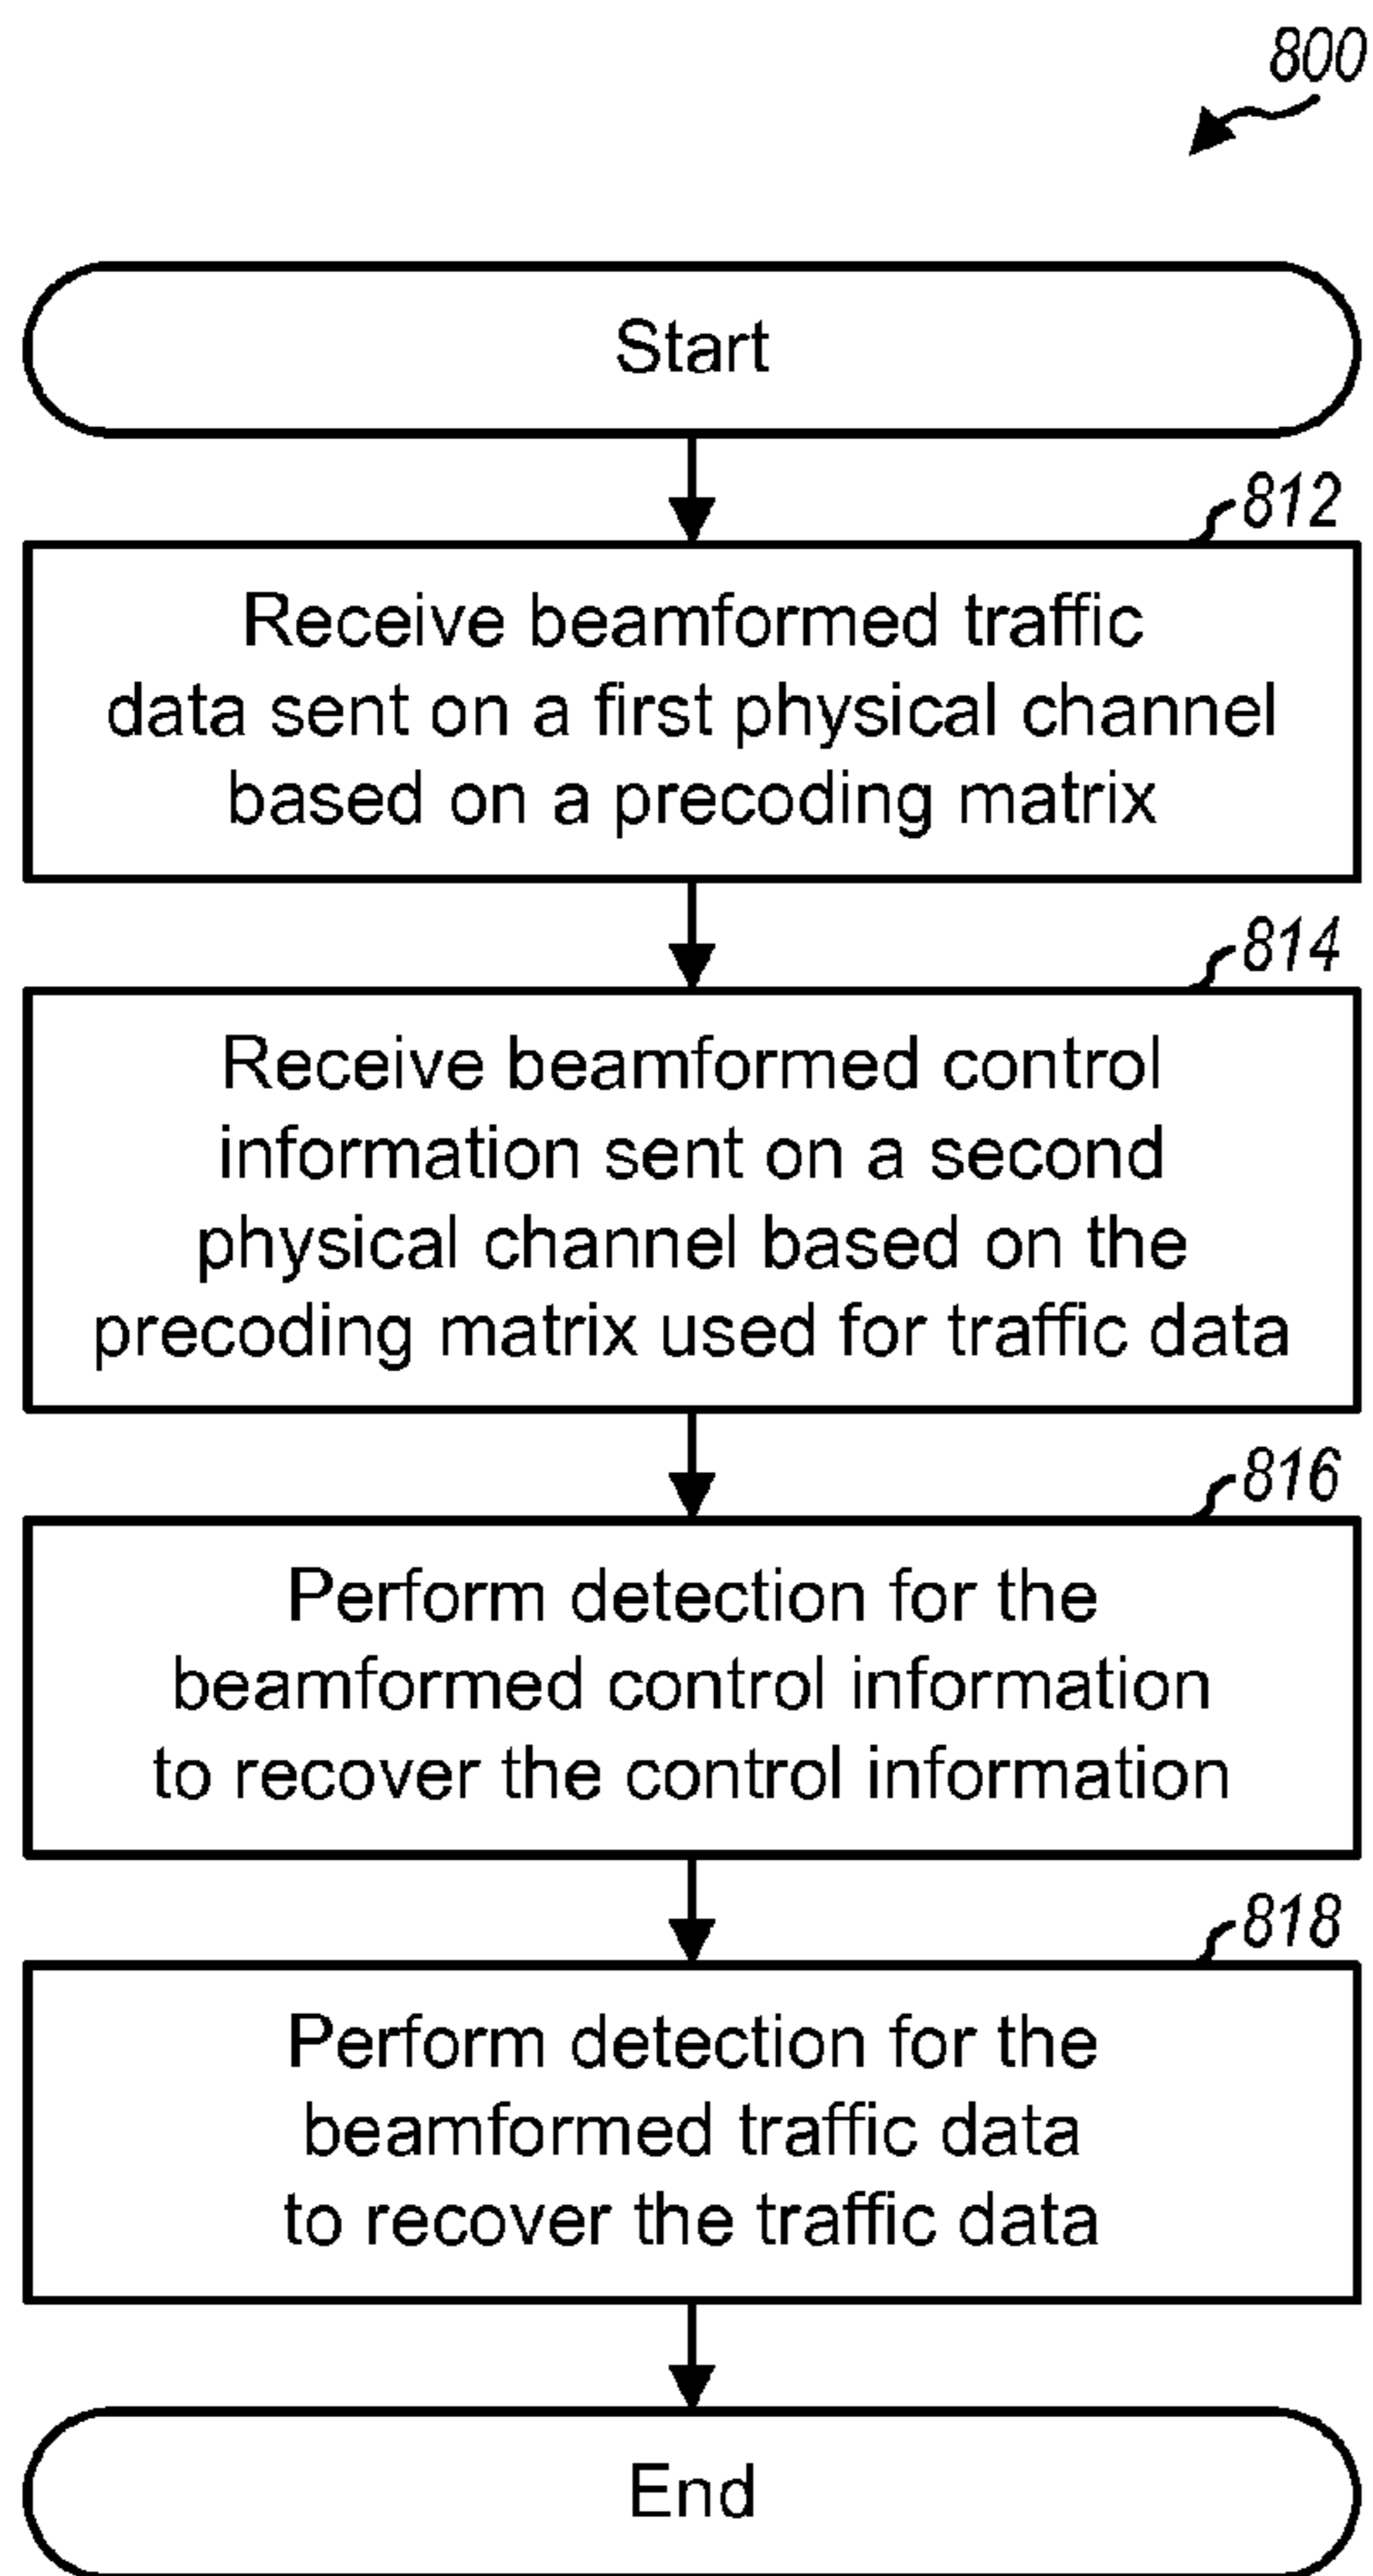 800
Start
812
Receive beamformed traffic
data sent on a first physical channel
based on a precoding matrix
814
Receive beamformed control
information sent on a second
physical channel based on the
precoding matrix used for traffic data
816
Perform detection for the
beamformed control information
to recover the control information
818
Perform detection for the
beamformed traffic data
to recover the traffic data
End